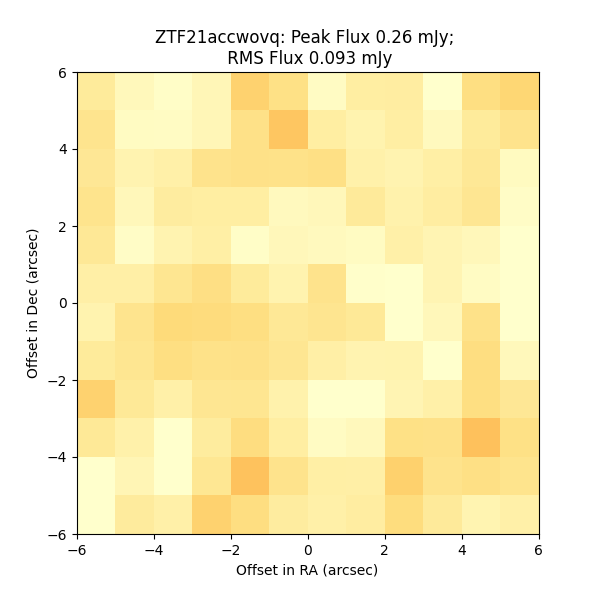 ZTF21accwovq: Peak Flux 0.26 mJy;
RMS Flux 0.093 mJy
6
4
2
0
−2
−4
−6
Offset in Dec (arcsec)
−6 −4 −2 0 2 4 6
Offset in RA (arcsec)